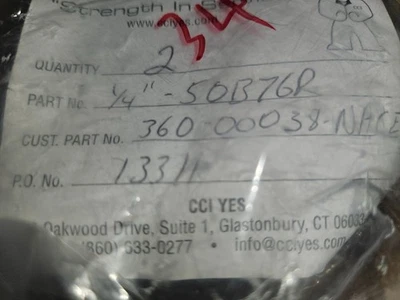 "Strength In
www.cciyes.com
QUANTITY 2
PART No. 1/4"-50B76R
CUST. PART No. 360-00038-NACE
P.O. No. 13311
CCI YES
Oakwood Drive, Suite 1, Glastonbury, CT 06033
(860) 633-0277 • info@cciyes.com